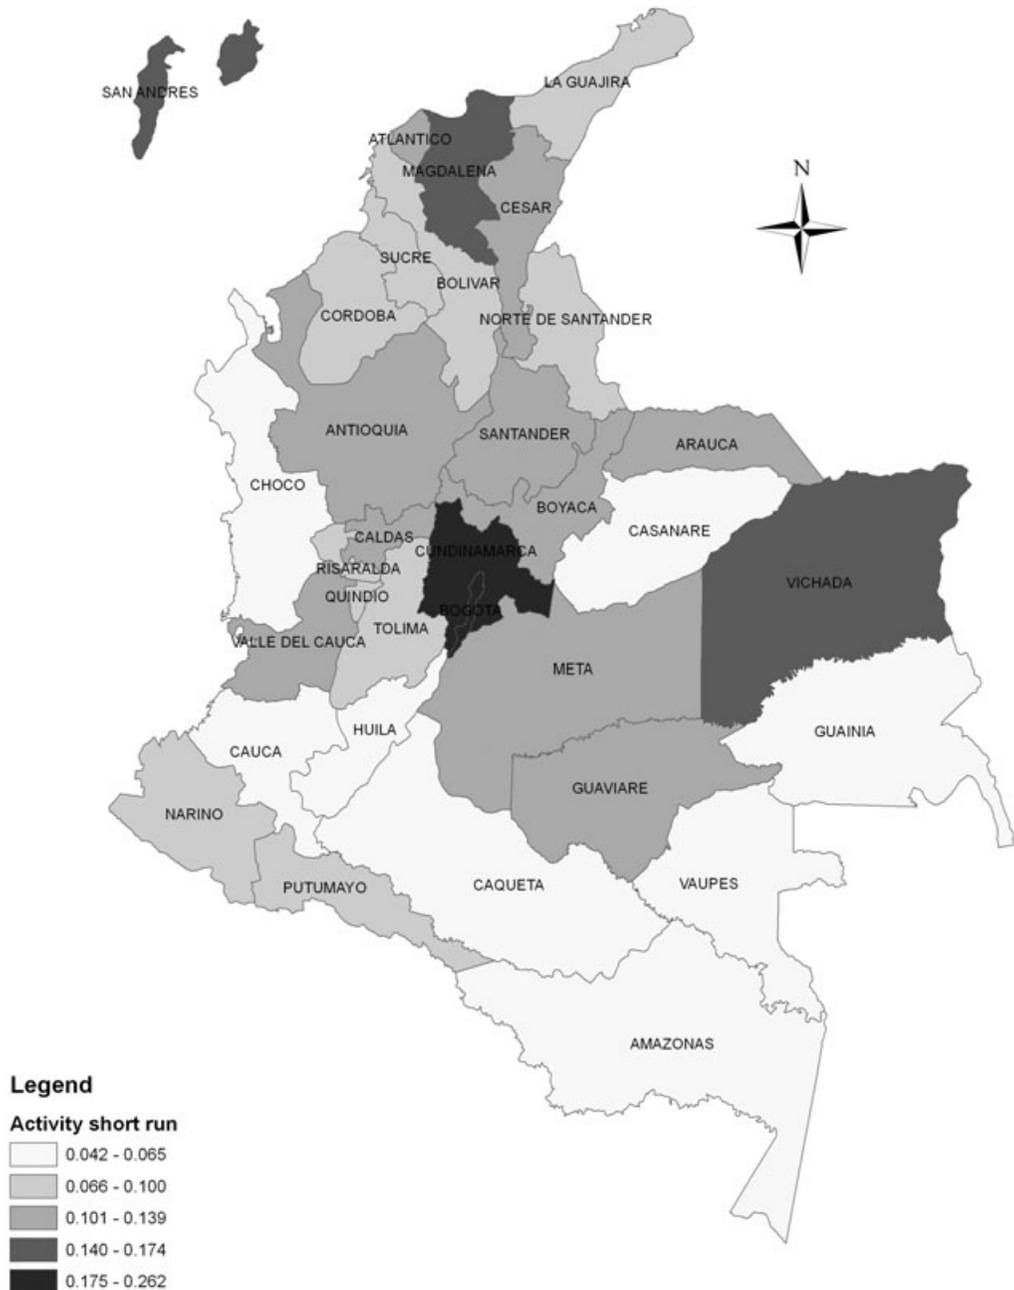 LA GUAJIRA
SAN ANDRES
ATLANTICO
MAGDALENA
N
CESAR
SUCRE
BOLIVAR
CORDOBA
NORTE DE SANTANDER
ANTIOQUIA
SANTANDER
ARAUCA
CHOCO
BOYACA
CASANARE
CALDAS
CUNDINAMARCA
RISARALDA
VICHADA
QUINDIO
BOGOTA
TOLIMA
VALLE DEL CAUCA
META
HUILA
GUAINIA
CAUCA
GUAVIARE
NARINO
PUTUMAYO
CAQUETA
VAUPES
AMAZONAS
Legend
Activity short run
0.042 - 0.065
0.066 - 0.100
0.101 - 0.139
0.140 - 0.174
0.175 - 0.262